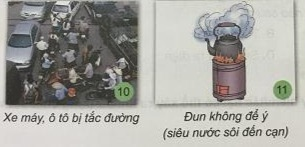 10
11
Xe máy, ô tô bị tắc đường
Đun không để ý
(siêu nước sôi đến cạn)